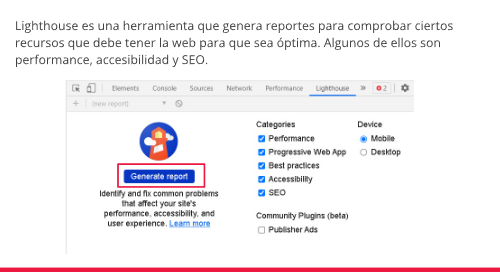 Lighthouse es una herramienta que genera reportes para comprobar ciertos
recursos que debe tener la web para que sea óptima. Algunos de ellos son
performance, accesibilidad y SEO.
Elements Console Sources Network Performance Lighthouse » 2
+ (new report)
Generate report
Identify and fix common problems
that affect your site's
performance, accessibility, and
user experience. Learn more
Categories
Performance
Progressive Web App
Best practices
Accessibility
SEO
Community Plugins (beta)
Publisher Ads
Device
Mobile
Desktop